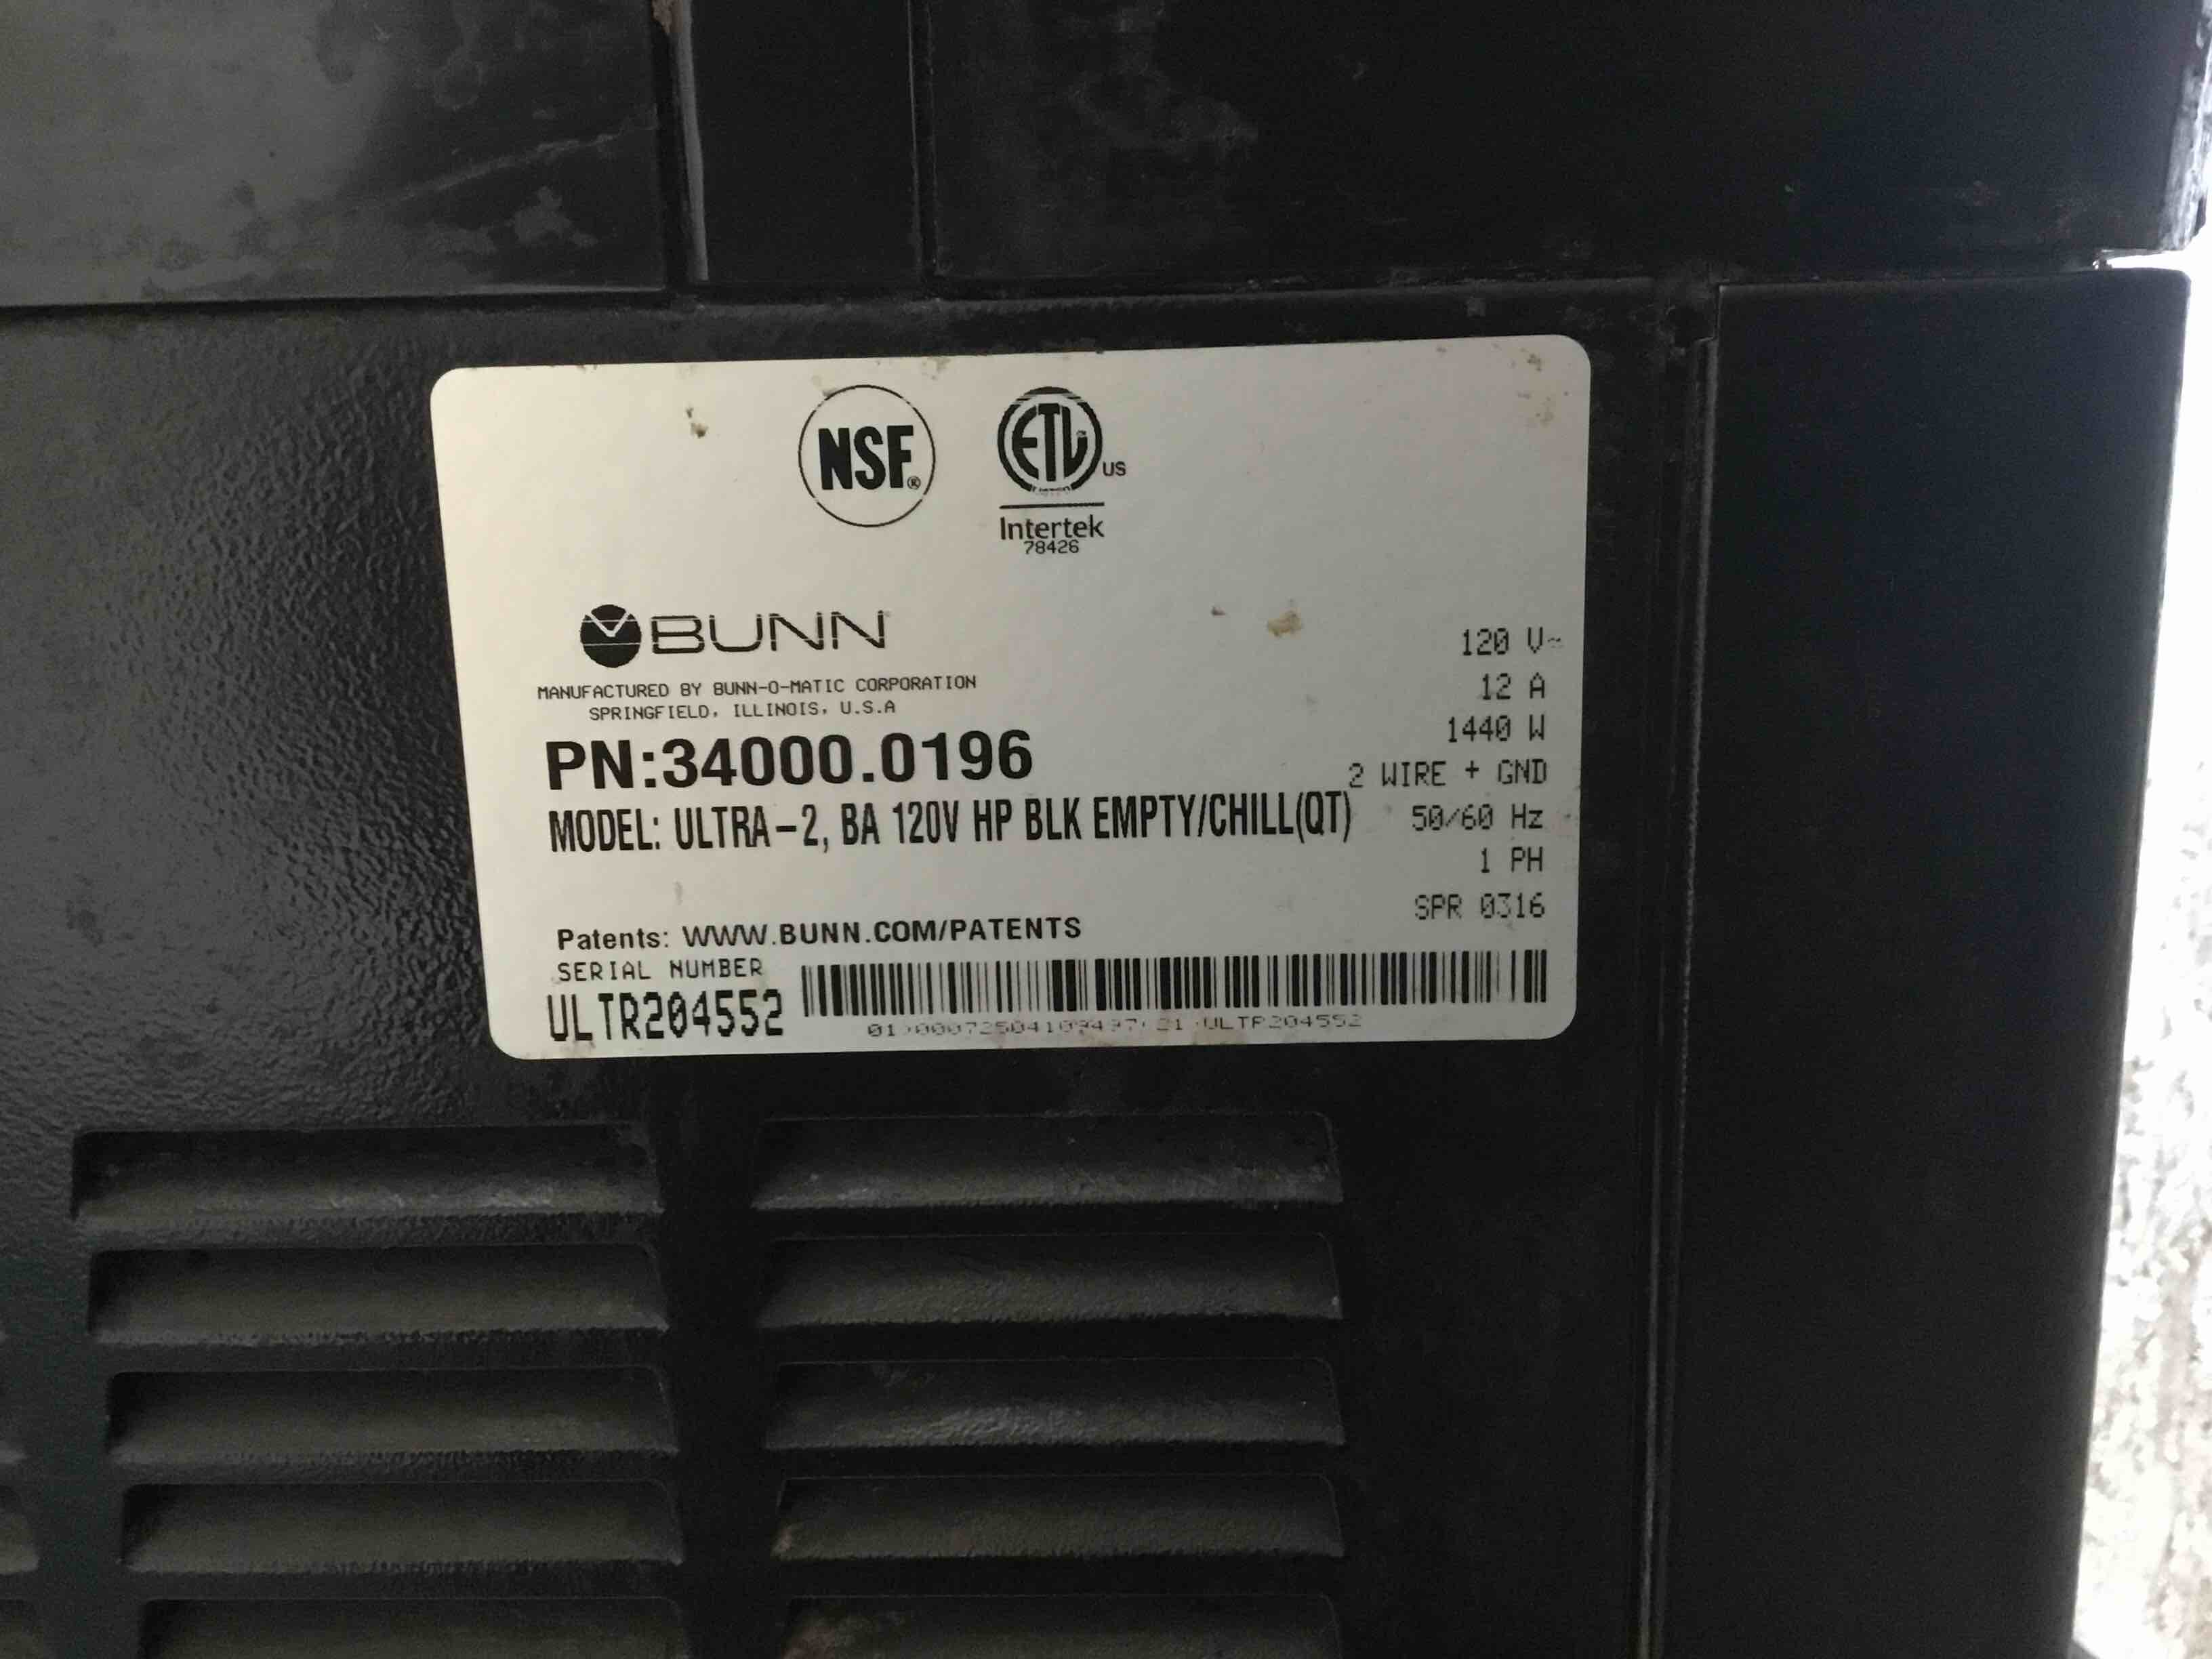 NSF®
ETL US
Intertek
78426
BUNN
MANUFACTURED BY BUNN-O-MATIC CORPORATION
SPRINGFIELD, ILLINOIS, U.S.A
PN:34000.0196
MODEL: ULTRA-2, BA 120V HP BLK EMPTY/CHILL(QT)
120 V~
12 A
1440 W
2 WIRE + GND
50/60 Hz
1 PH
SPR 0316
Patents: WWW.BUNN.COM/PATENTS
SERIAL NUMBER
ULTR204552